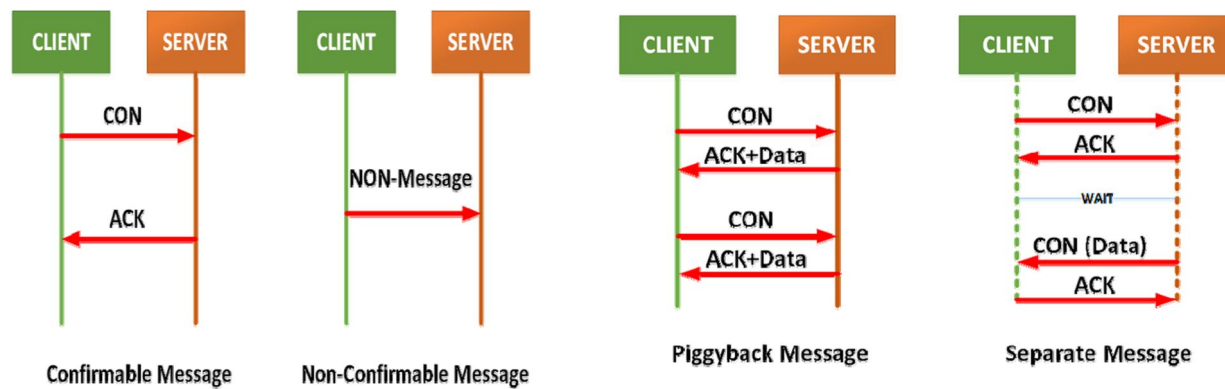 CLIENT SERVER
CON
ACK
Confirmable Message
CLIENT SERVER
NON-Message
Non-Confirmable Message
CLIENT SERVER
CON
ACK+Data
CON
ACK+Data
Piggyback Message
CLIENT SERVER
CON
ACK
WAIT
CON (Data)
ACK
Separate Message